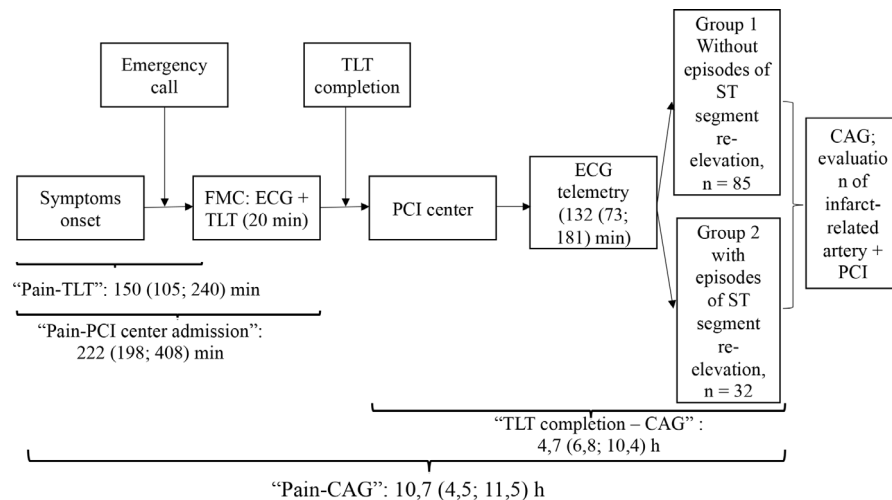 Emergency
call
TLT
completion
Symptoms
onset
FMC: ECG +
TLT (20 min)
PCI center
ECG
telemetry
(132 (73;
181) min)
Group 1
Without
episodes of
ST
segment
re-
elevation,
n = 85
Group 2
with
episodes
of ST
segment
re-
elevation,
n = 32
CAG;
evaluatio
n of
infarct-
related
artery +
PCI
“Pain-TLT”: 150 (105; 240) min
“Pain-PCI center admission”:
222 (198; 408) min
“TLT completion – CAG” :
4,7 (6,8; 10,4) h
“Pain-CAG”: 10,7 (4,5; 11,5) h